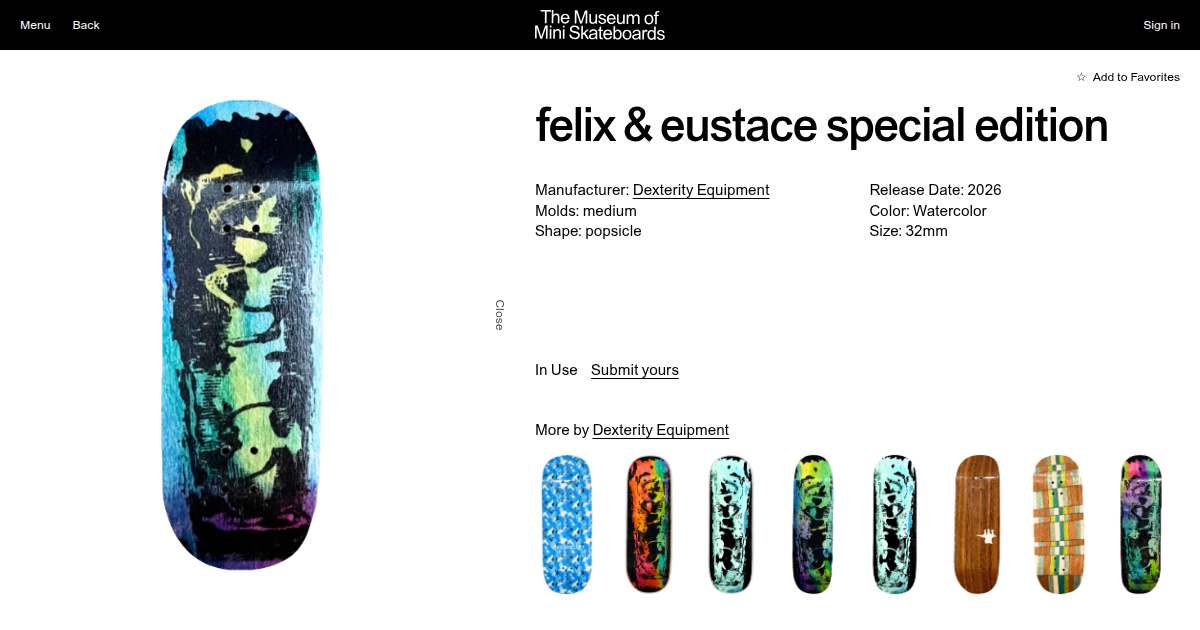 Menu
Back
The Museum of
Mini Skateboards
Sign in
☆ Add to Favorites
felix & eustace special edition
Manufacturer: Dexterity Equipment
Molds: medium
Shape: popsicle
Release Date: 2026
Color: Watercolor
Size: 32mm
Close
In Use Submit yours
More by Dexterity Equipment